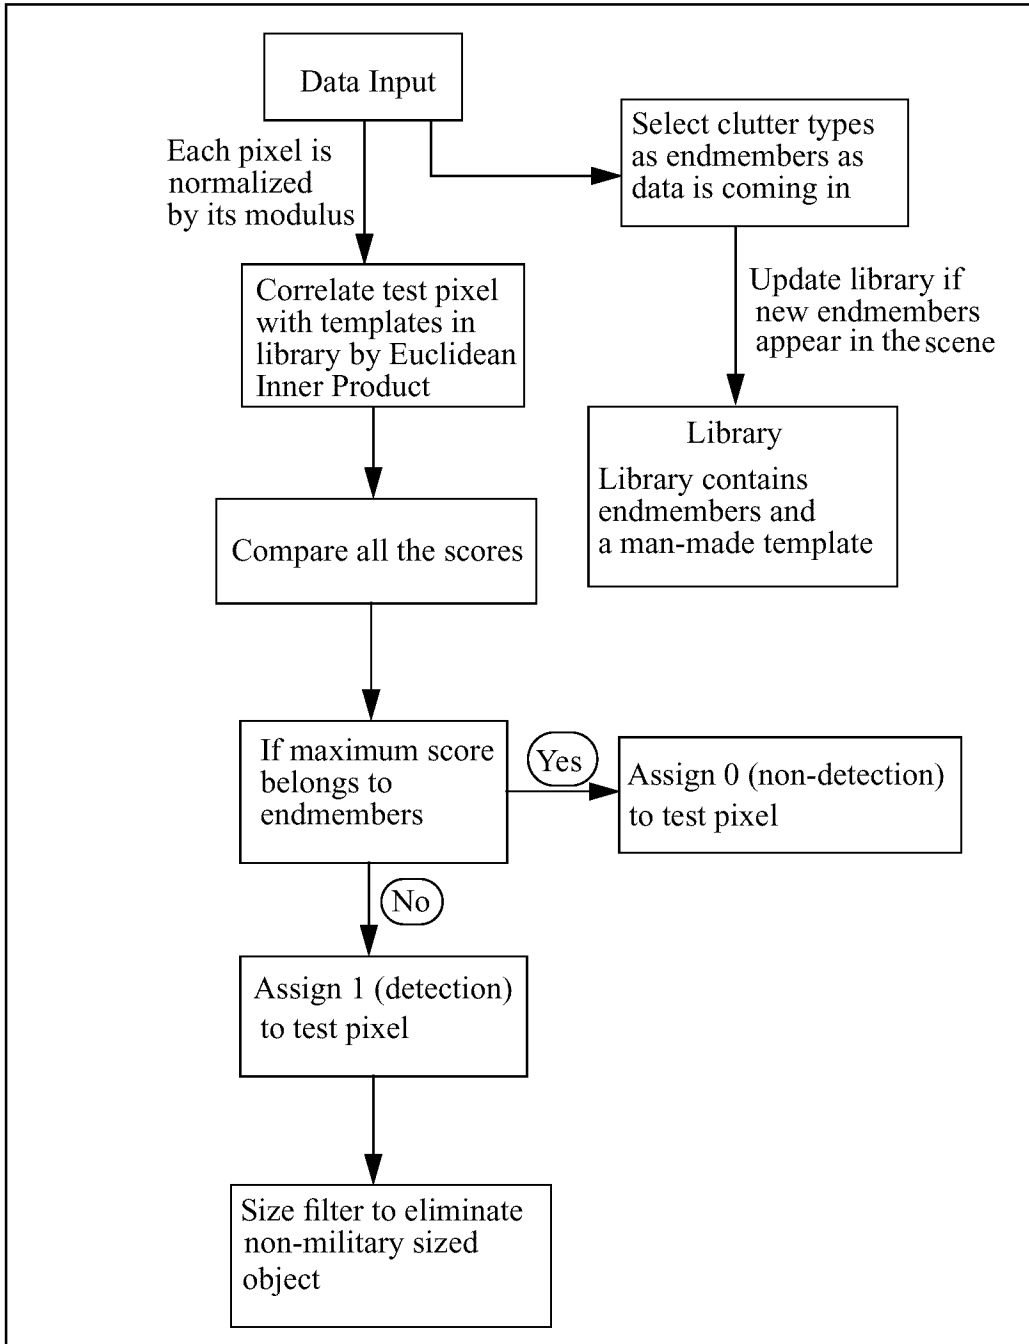 Data Input
Each pixel is
normalized
by its modulus
Select clutter types
as endmembers as
data is coming in
Correlate test pixel
with templates in
library by Euclidean
Inner Product
Update library if
new endmembers
appear in the scene
Library
Library contains
endmembers and
a man-made template
Compare all the scores
If maximum score
belongs to
endmembers
Yes
Assign 0 (non-detection)
to test pixel
No
Assign 1 (detection)
to test pixel
Size filter to eliminate
non-military sized
object